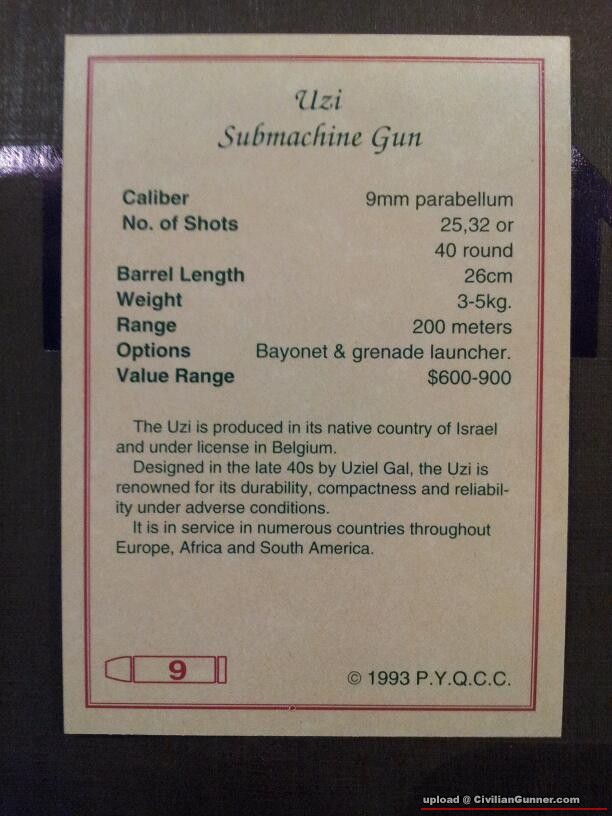 Uzi
Submachine Gun
Caliber 9mm parabellum
No. of Shots 25,32 or
40 round
Barrel Length 26cm
Weight 3-5kg.
Range 200 meters
Options Bayonet & grenade launcher.
Value Range $600-900
The Uzi is produced in its native country of Israel
and under license in Belgium.
Designed in the late 40s by Uziel Gal, the Uzi is
renowned for its durability, compactness and reliabil-
ity under adverse conditions.
It is in service in numerous countries throughout
Europe, Africa and South America.
9
© 1993 P.Y.Q.C.C.
upload @ CivilianGunner.com